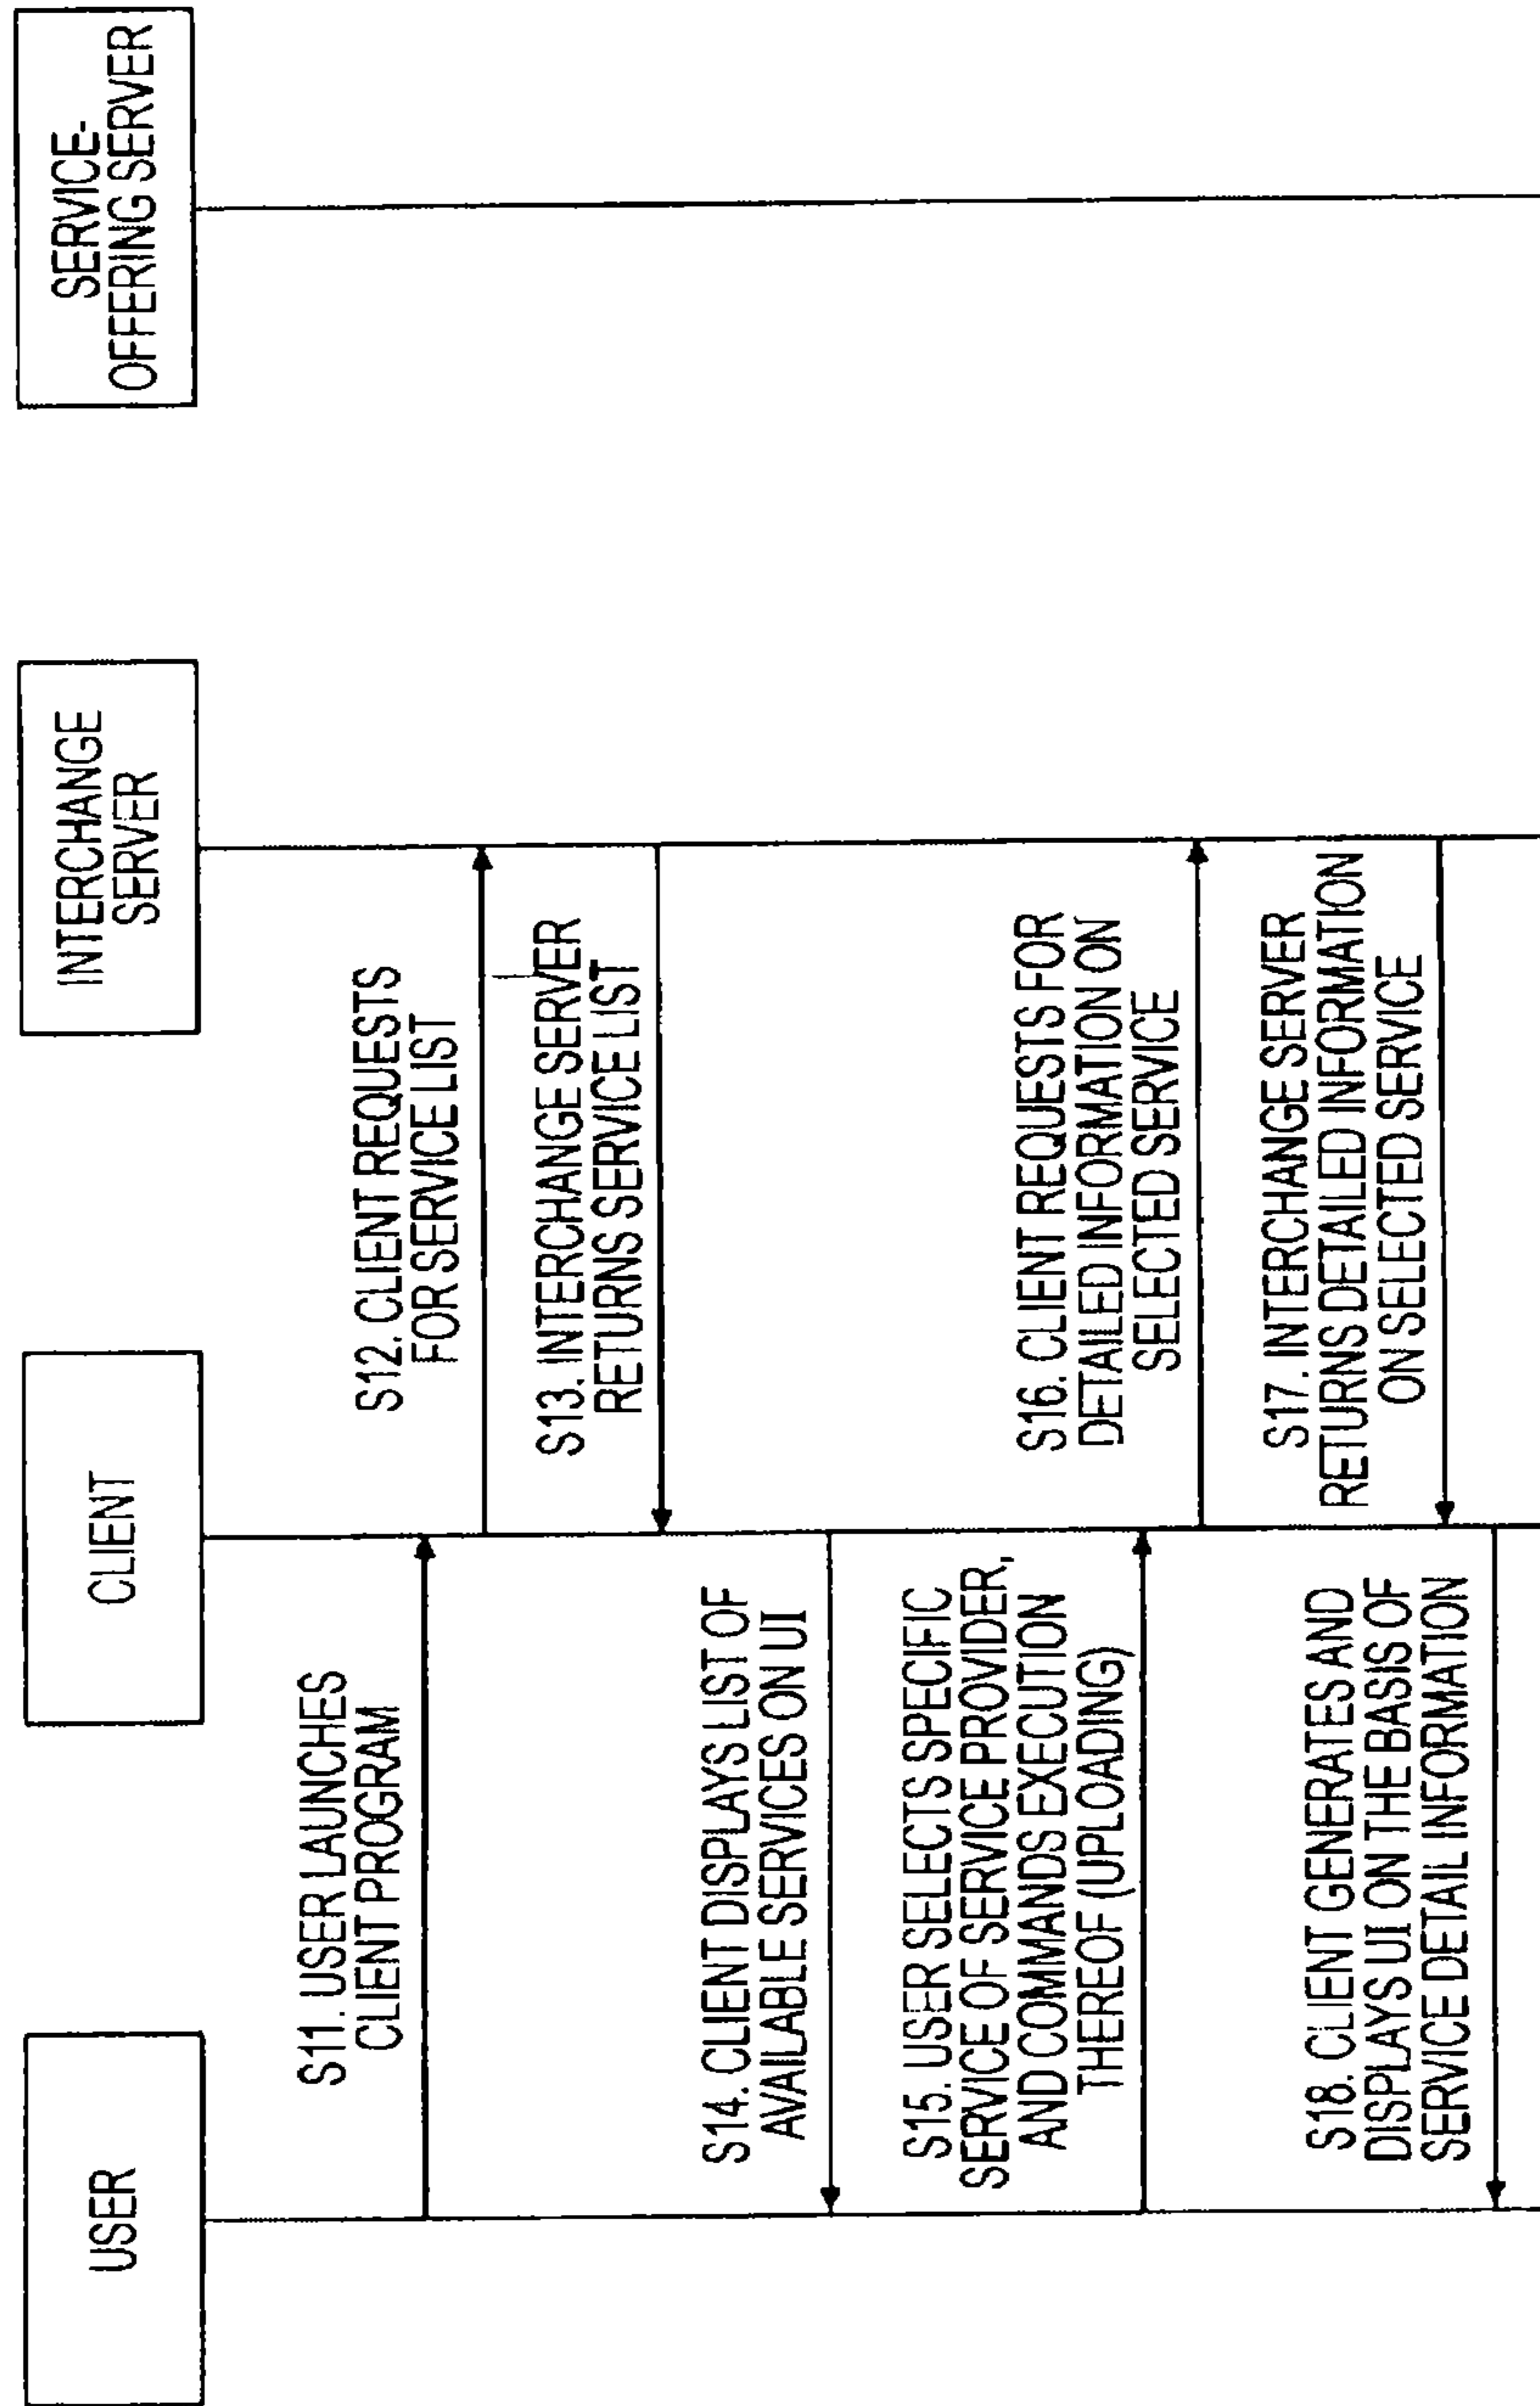 USER
CLIENT
INTERCHANGE
SERVER
SERVICE-
OFFERING SERVER
S11. USER LAUNCHES
CLIENT PROGRAM
S12. CLIENT REQUESTS
FOR SERVICE LIST
S13. INTERCHANGE SERVER
RETURNS SERVICE LIST
S14. CLIENT DISPLAYS LIST OF
AVAILABLE SERVICES ON UI
S15. USER SELECTS SPECIFIC
SERVICE OF SERVICE PROVIDER,
AND COMMANDS EXECUTION
THEREOF (UPLOADING)
S16. CLIENT REQUESTS FOR
DETAILED INFORMATION ON
SELECTED SERVICE
S17. INTERCHANGE SERVER
RETURNS DETAILED INFORMATION
ON SELECTED SERVICE
S18. CLIENT GENERATES AND
DISPLAYS UI ON THE BASIS OF
SERVICE DETAIL INFORMATION